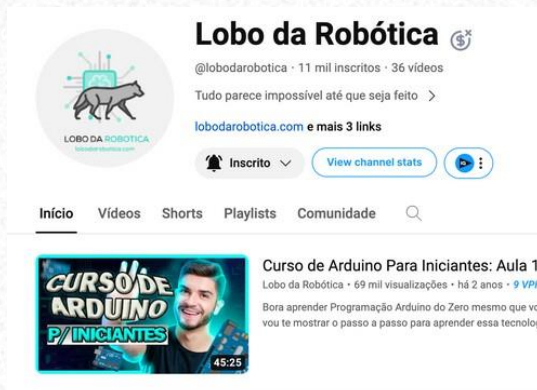 Lobo da Robótica
@lobodarobotica · 11 mil inscritos · 36 vídeos
Tudo parece impossível até que seja feito >
lobodarobotica.com e mais 3 links
LOBO DA ROBOTICA
lobodarobotica.com
Inscrito
View channel stats
Início Vídeos Shorts Playlists Comunidade
CURSO DE
ARDUINO
P/ INICIANTES
45:25
Curso de Arduino Para Iniciantes: Aula 1
Lobo da Robótica • 69 mil visualizações • há 2 anos • 9 VPH
Bora aprender Programação Arduino do Zero mesmo que vo
vou te mostrar o passo a passo para aprender essa tecnolog